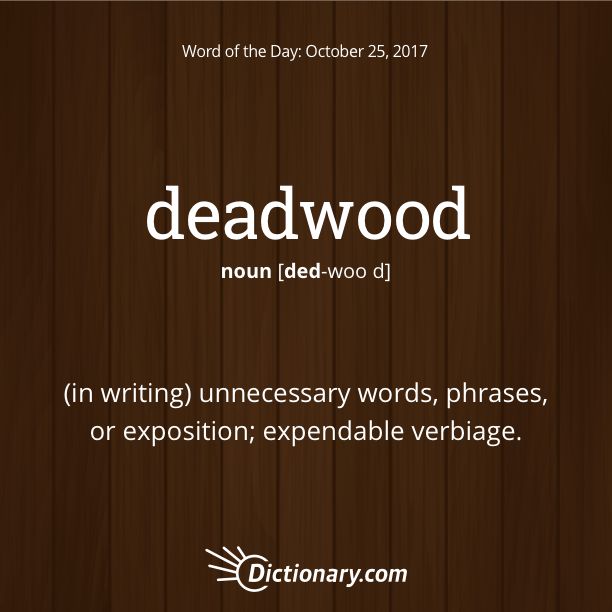 Word of the Day: October 25, 2017
deadwood
noun [ded-woo d]
(in writing) unnecessary words, phrases,
or exposition; expendable verbiage.
Dictionary.com